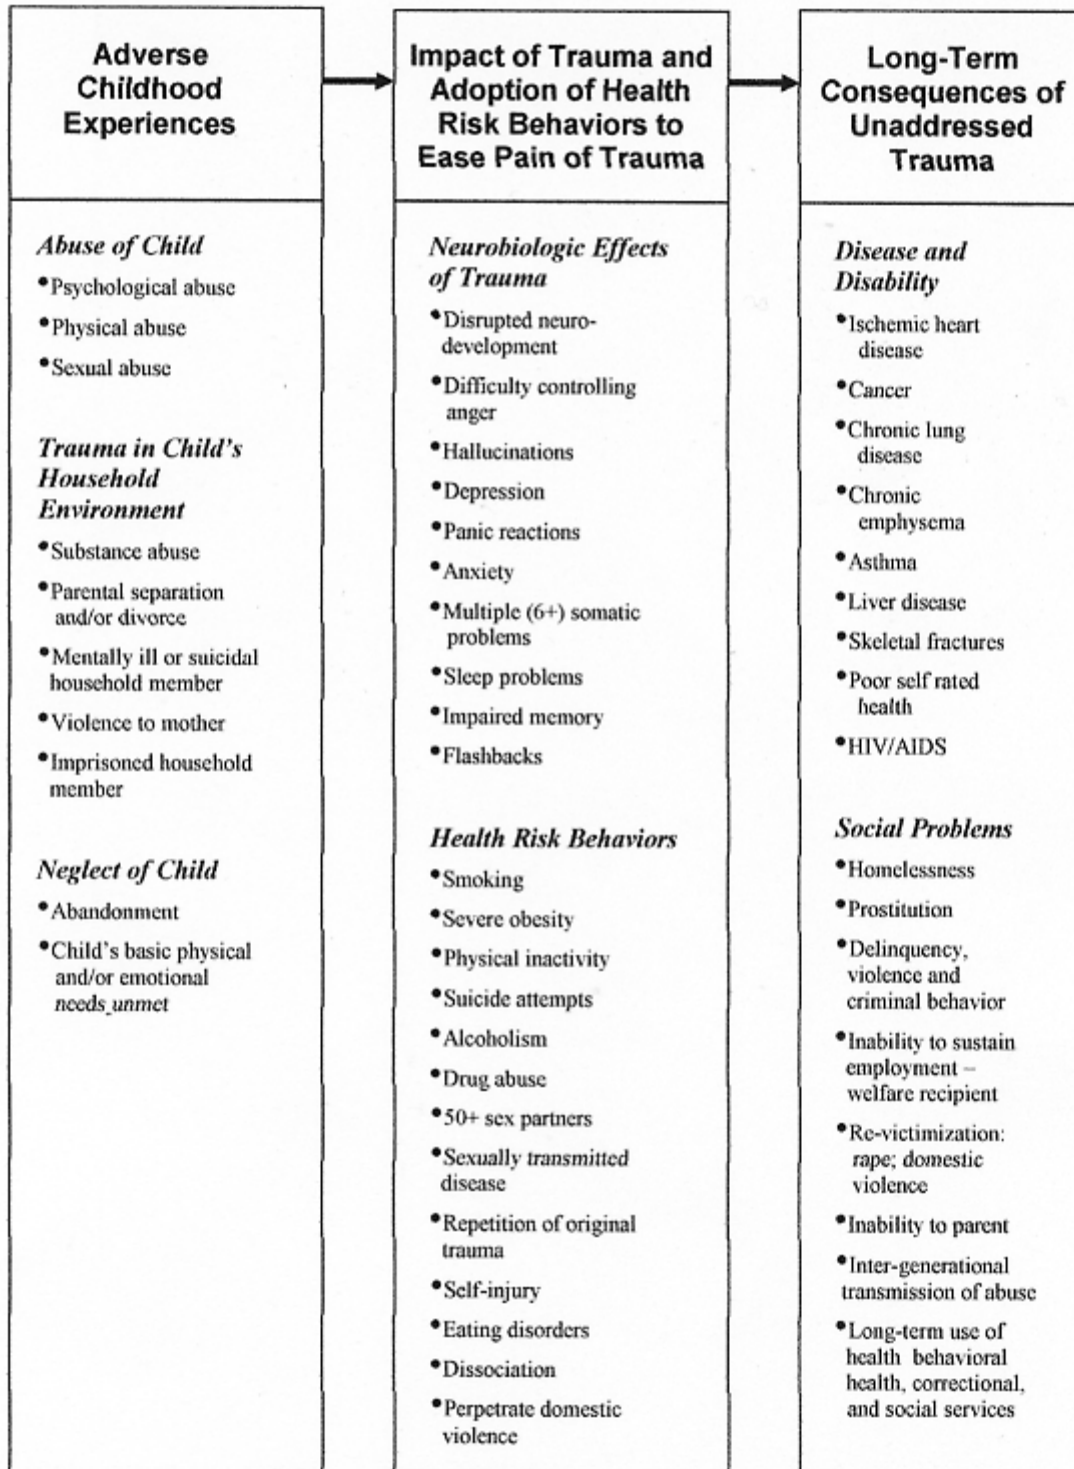 Adverse
Childhood
Experiences
Abuse of Child
•Psychological abuse
•Physical abuse
•Sexual abuse
Trauma in Child's
Household
Environment
•Substance abuse
•Parental separation
and/or divorce
•Mentally ill or suicidal
household member
•Violence to mother
•Imprisoned household
member
Neglect of Child
•Abandonment
•Child's basic physical
and/or emotional
needs unmet
Impact of Trauma and
Adoption of Health
Risk Behaviors to
Ease Pain of Trauma
Neurobiologic Effects
of Trauma
•Disrupted neuro-
development
•Difficulty controlling
anger
•Hallucinations
•Depression
•Panic reactions
•Anxiety
•Multiple (6+) somatic
problems
•Sleep problems
•Impaired memory
•Flashbacks
Health Risk Behaviors
•Smoking
•Severe obesity
•Physical inactivity
•Suicide attempts
•Alcoholism
•Drug abuse
•50+ sex partners
•Sexually transmitted
disease
•Repetition of original
trauma
•Self-injury
•Eating disorders
•Dissociation
•Perpetrate domestic
violence
Long-Term
Consequences of
Unaddressed
Trauma
Disease and
Disability
•Ischemic heart
disease
•Cancer
•Chronic lung
disease
•Chronic
emphysema
•Asthma
•Liver disease
•Skeletal fractures
•Poor self rated
health
•HIV/AIDS
Social Problems
•Homelessness
•Prostitution
•Delinquency,
violence and
criminal behavior
•Inability to sustain
employment –
welfare recipient
•Re-victimization:
rape; domestic
violence
•Inability to parent
•Inter-generational
transmission of abuse
•Long-term use of
health behavioral
health, correctional,
and social services